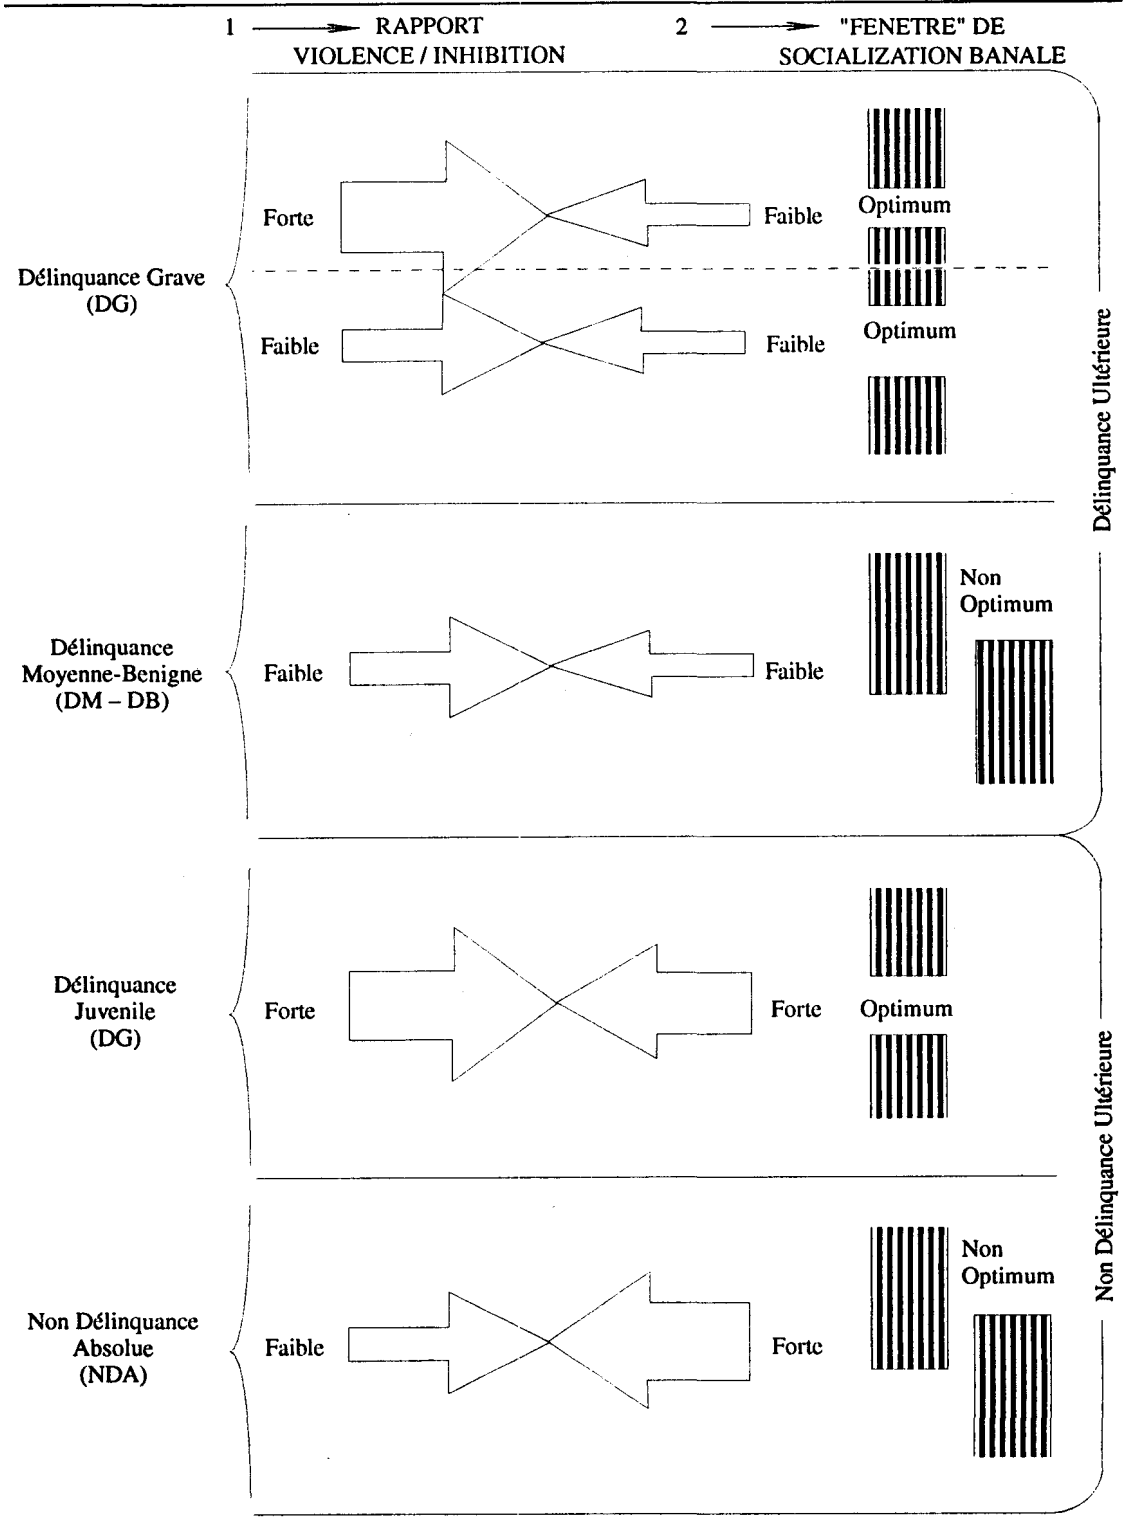 1 RAPPORT
VIOLENCE / INHIBITION
2 "FENETRE" DE
SOCIALIZATION BANALE
Délinquance Grave
(DG)
Forte
Faible
Optimum
Faible
Faible
Optimum
Délinquance
Moyenne-Benigne
(DM – DB)
Faible
Faible
Non
Optimum
Délinquance Ultérieure
Délinquance
Juvenile
(DG)
Forte
Forte
Optimum
Non Délinquance
Absolue
(NDA)
Faible
Forte
Non
Optimum
Non Délinquance Ultérieure